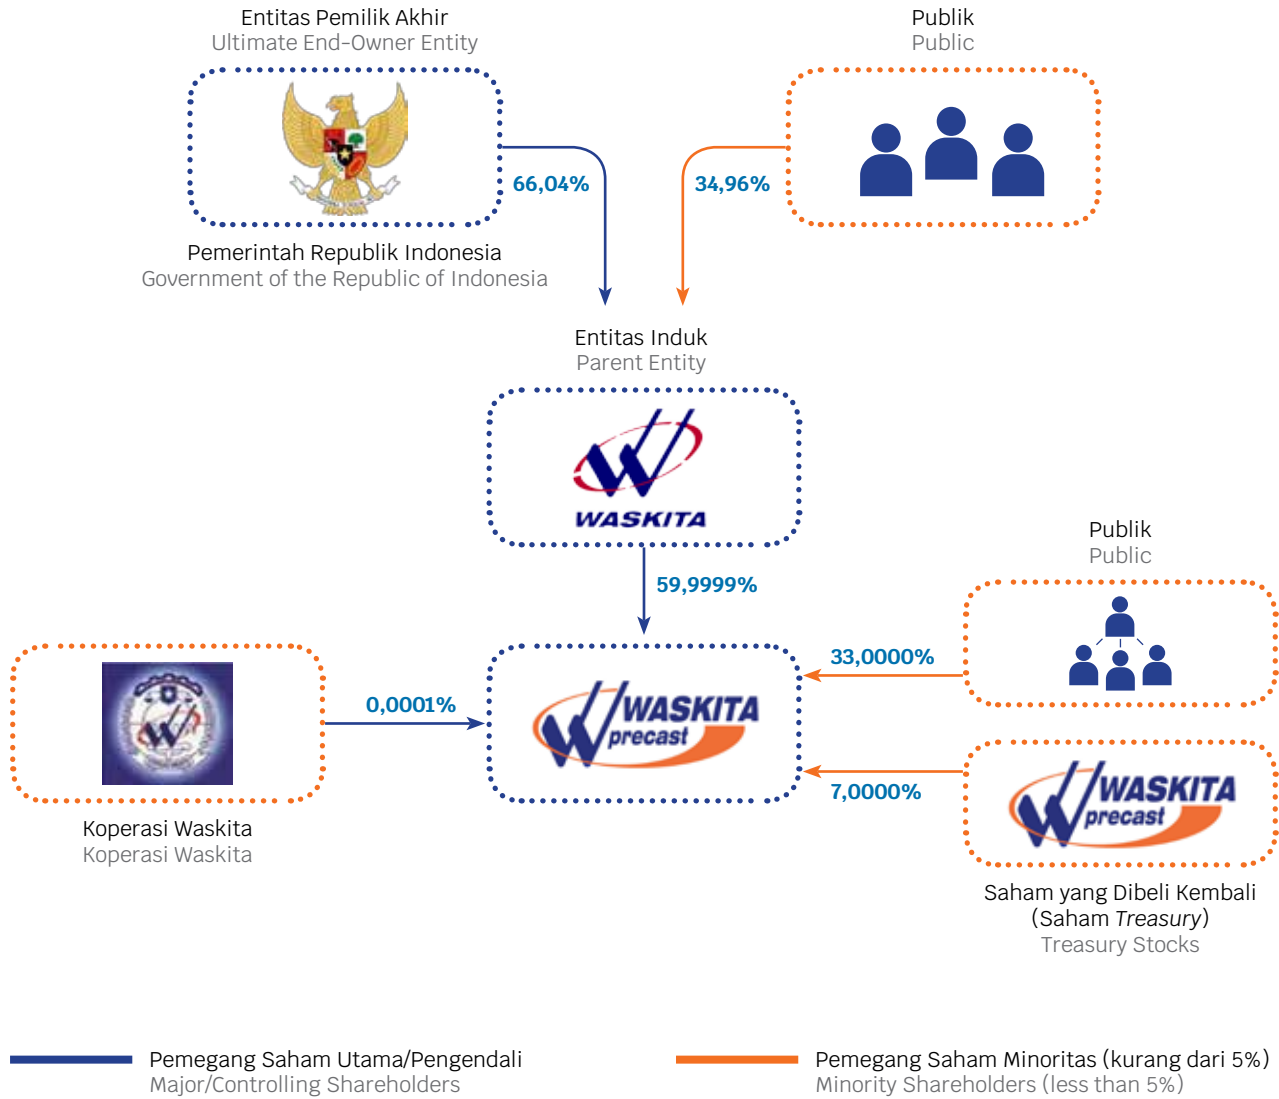 Entitas Pemilik Akhir
Ultimate End-Owner Entity
Publik
Public
66,04%
34,96%
Pemerintah Republik Indonesia
Government of the Republic of Indonesia
Entitas Induk
Parent Entity
WASKITA
59,9999%
Publik
Public
33,0000%
0,0001%
WASKITA
precast
7,0000%
WASKITA
precast
Koperasi Waskita
Koperasi Waskita
Saham yang Dibeli Kembali
(Saham Treasury)
Treasury Stocks
Pemegang Saham Utama/Pengendali
Major/Controlling Shareholders
Pemegang Saham Minoritas (kurang dari 5%)
Minority Shareholders (less than 5%)